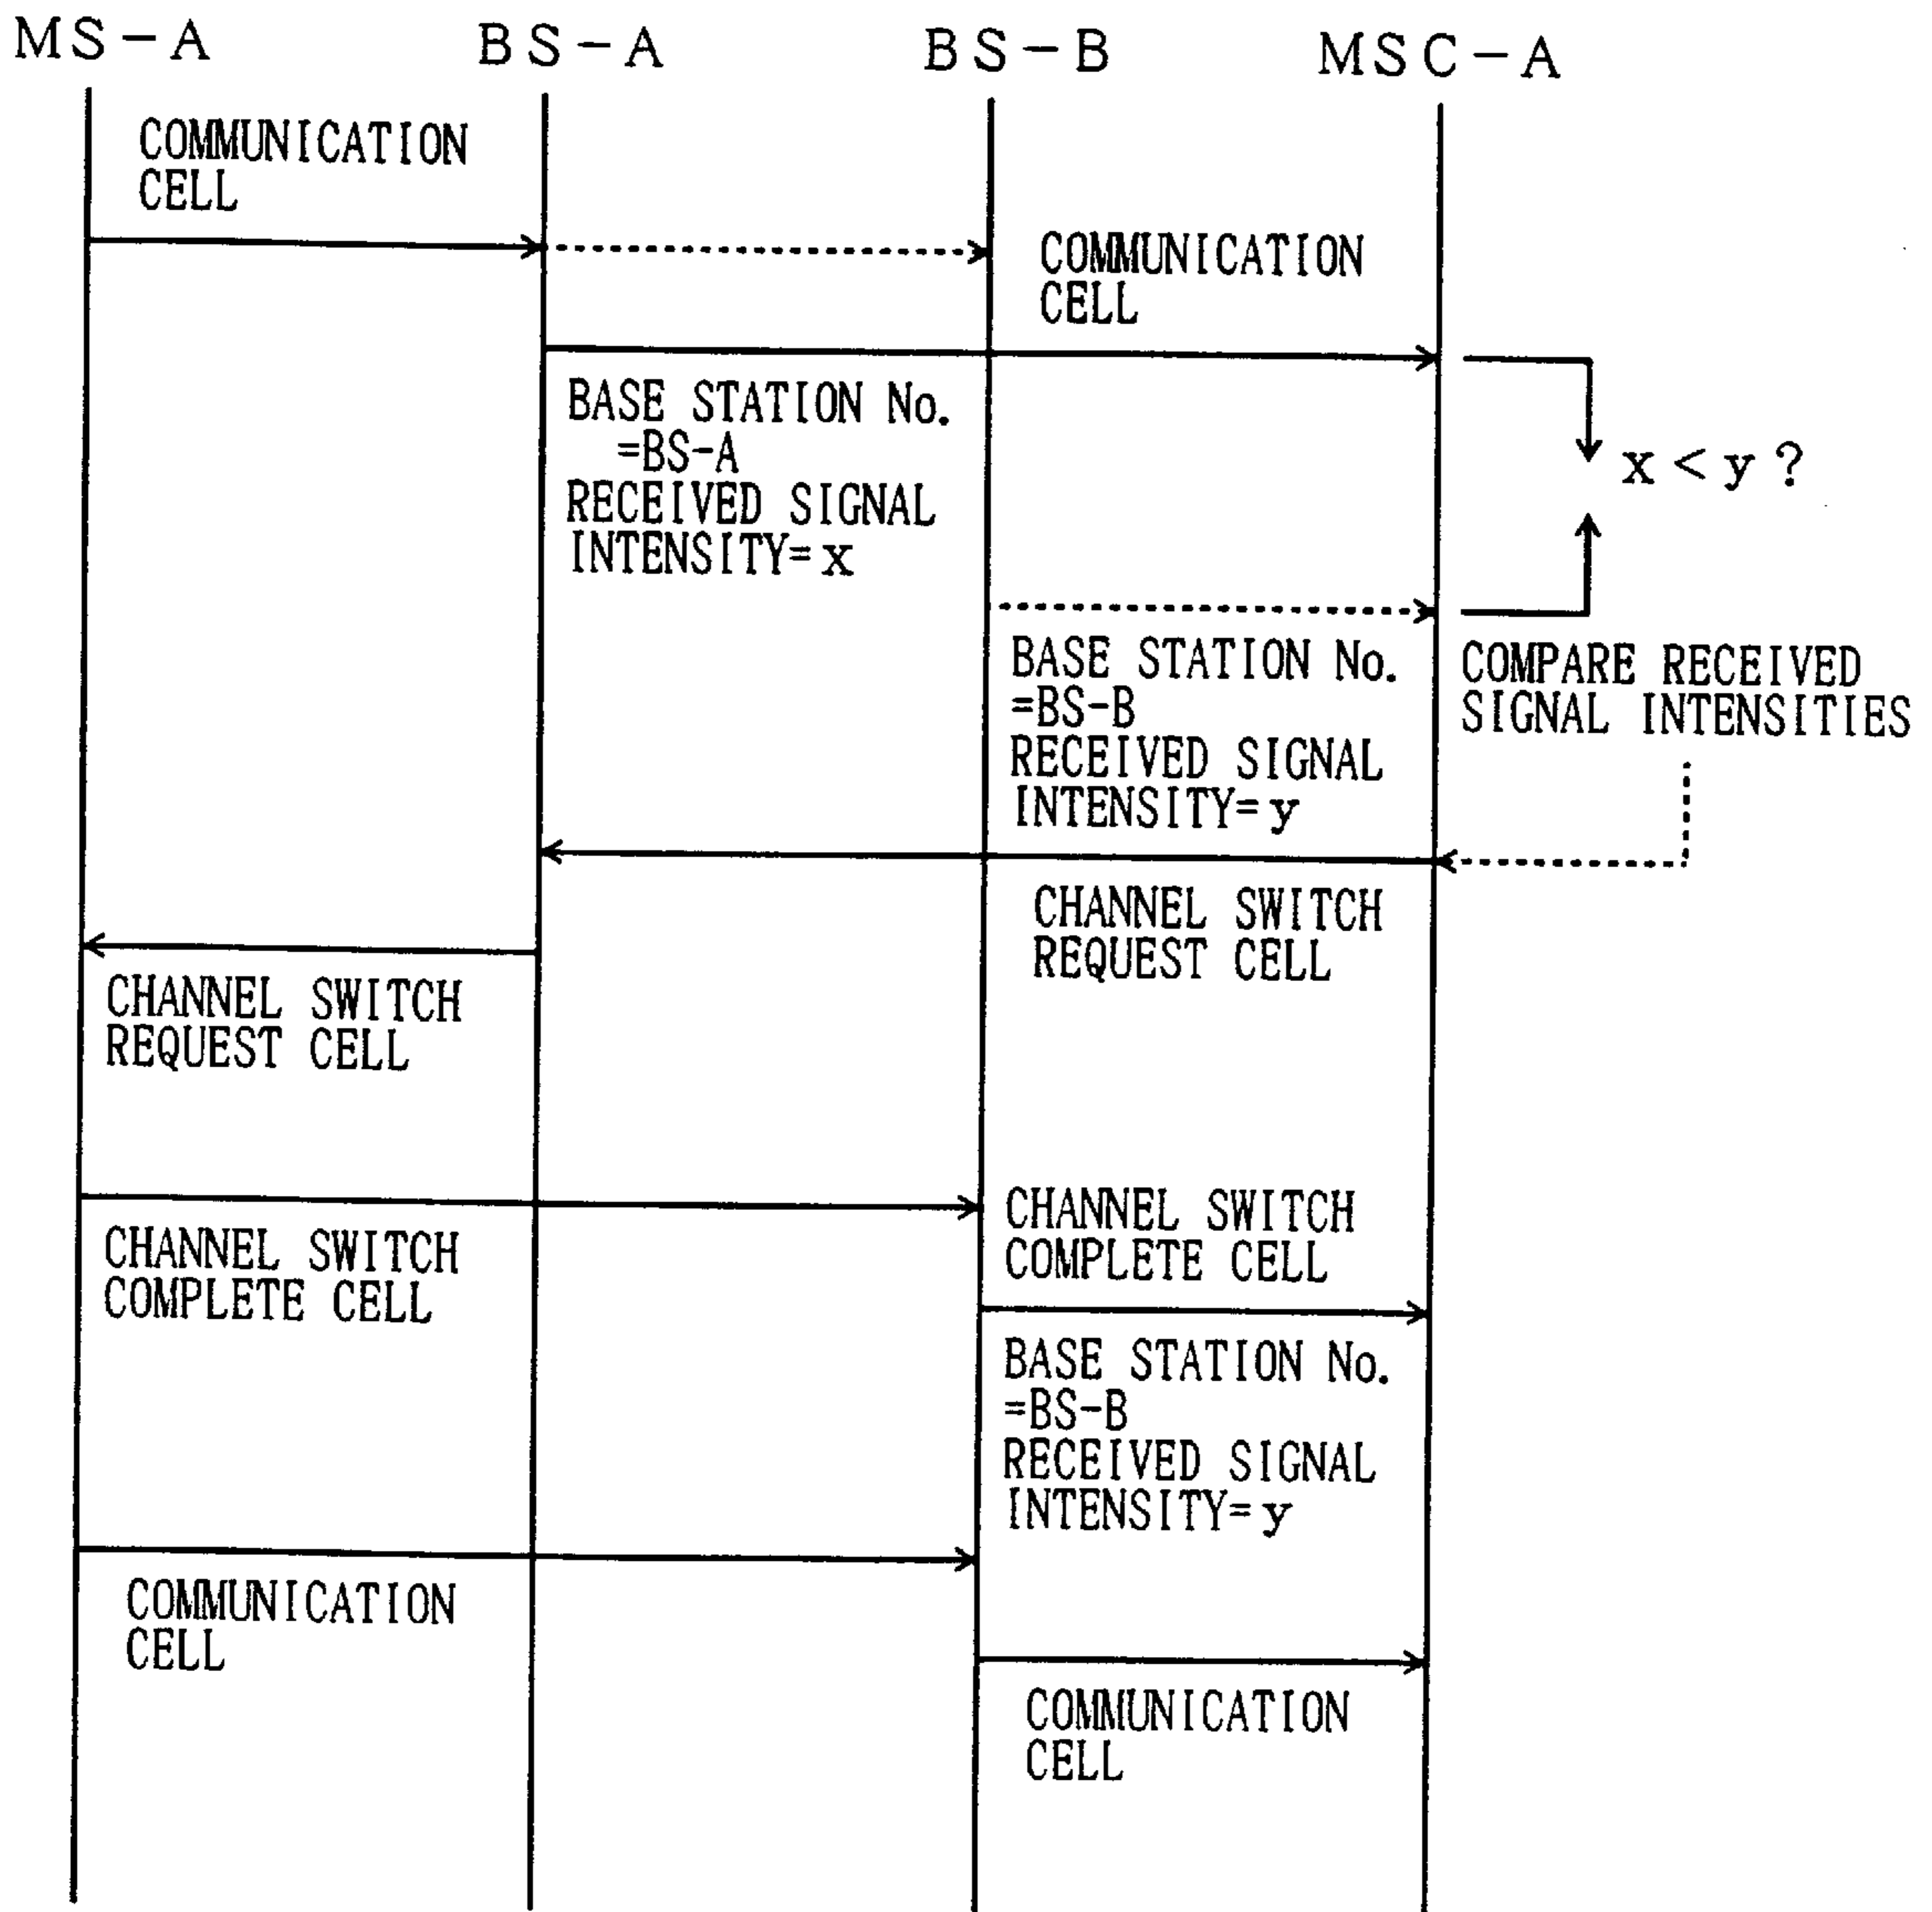 MS-A
BS-A
BS-B
MSC-A
COMMUNICATION
CELL
COMMUNICATION
CELL
BASE STATION No.
=BS-A
RECEIVED SIGNAL
INTENSITY=x
x<y?
BASE STATION No.
=BS-B
RECEIVED SIGNAL
INTENSITY=y
COMPARE RECEIVED
SIGNAL INTENSITIES
CHANNEL SWITCH
REQUEST CELL
CHANNEL SWITCH
REQUEST CELL
CHANNEL SWITCH
COMPLETE CELL
CHANNEL SWITCH
COMPLETE CELL
BASE STATION No.
=BS-B
RECEIVED SIGNAL
INTENSITY=y
COMMUNICATION
CELL
COMMUNICATION
CELL